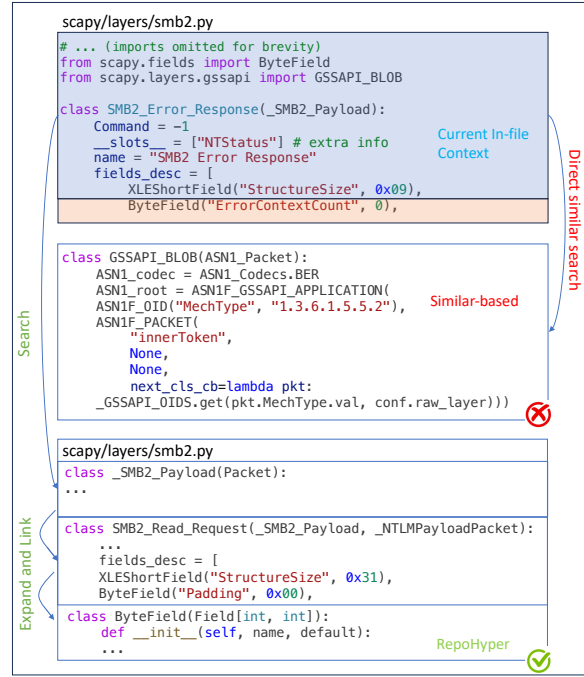 scapy/layers/smb2.py
# ... (imports omitted for brevity)
from scapy.fields import ByteField
from scapy.layers.gssapi import GSSAPI_BLOB
class SMB2_Error_Response(_SMB2_Payload):
Command = -1
__slots__ = ["NTStatus"] # extra info
name = "SMB2 Error Response"
fields_desc = [
XLEShortField("StructureSize", 0x09),
ByteField("ErrorContextCount", 0),
Current In-file
Context
Direct similar search
class GSSAPI_BLOB(ASN1_Packet):
ASN1_codec = ASN1_Codecs.BER
ASN1_root = ASN1F_GSSAPI_APPLICATION(
ASN1F_OID("MechType", "1.3.6.1.5.5.2"),
ASN1F_PACKET(
"innerToken",
None,
None,
next_cls_cb=lambda pkt:
_GSSAPI_OIDS.get(pkt.MechType.val, conf.raw_layer)))
Similar-based
Search
scapy/layers/smb2.py
class _SMB2_Payload(Packet):
...
class SMB2_Read_Request(_SMB2_Payload, _NTLMPayloadPacket):
...
fields_desc = [
XLEShortField("StructureSize", 0x31),
ByteField("Padding", 0x00),
class ByteField(Field[int, int]):
def __init__(self, name, default):
...
RepoHyper
Expand and Link